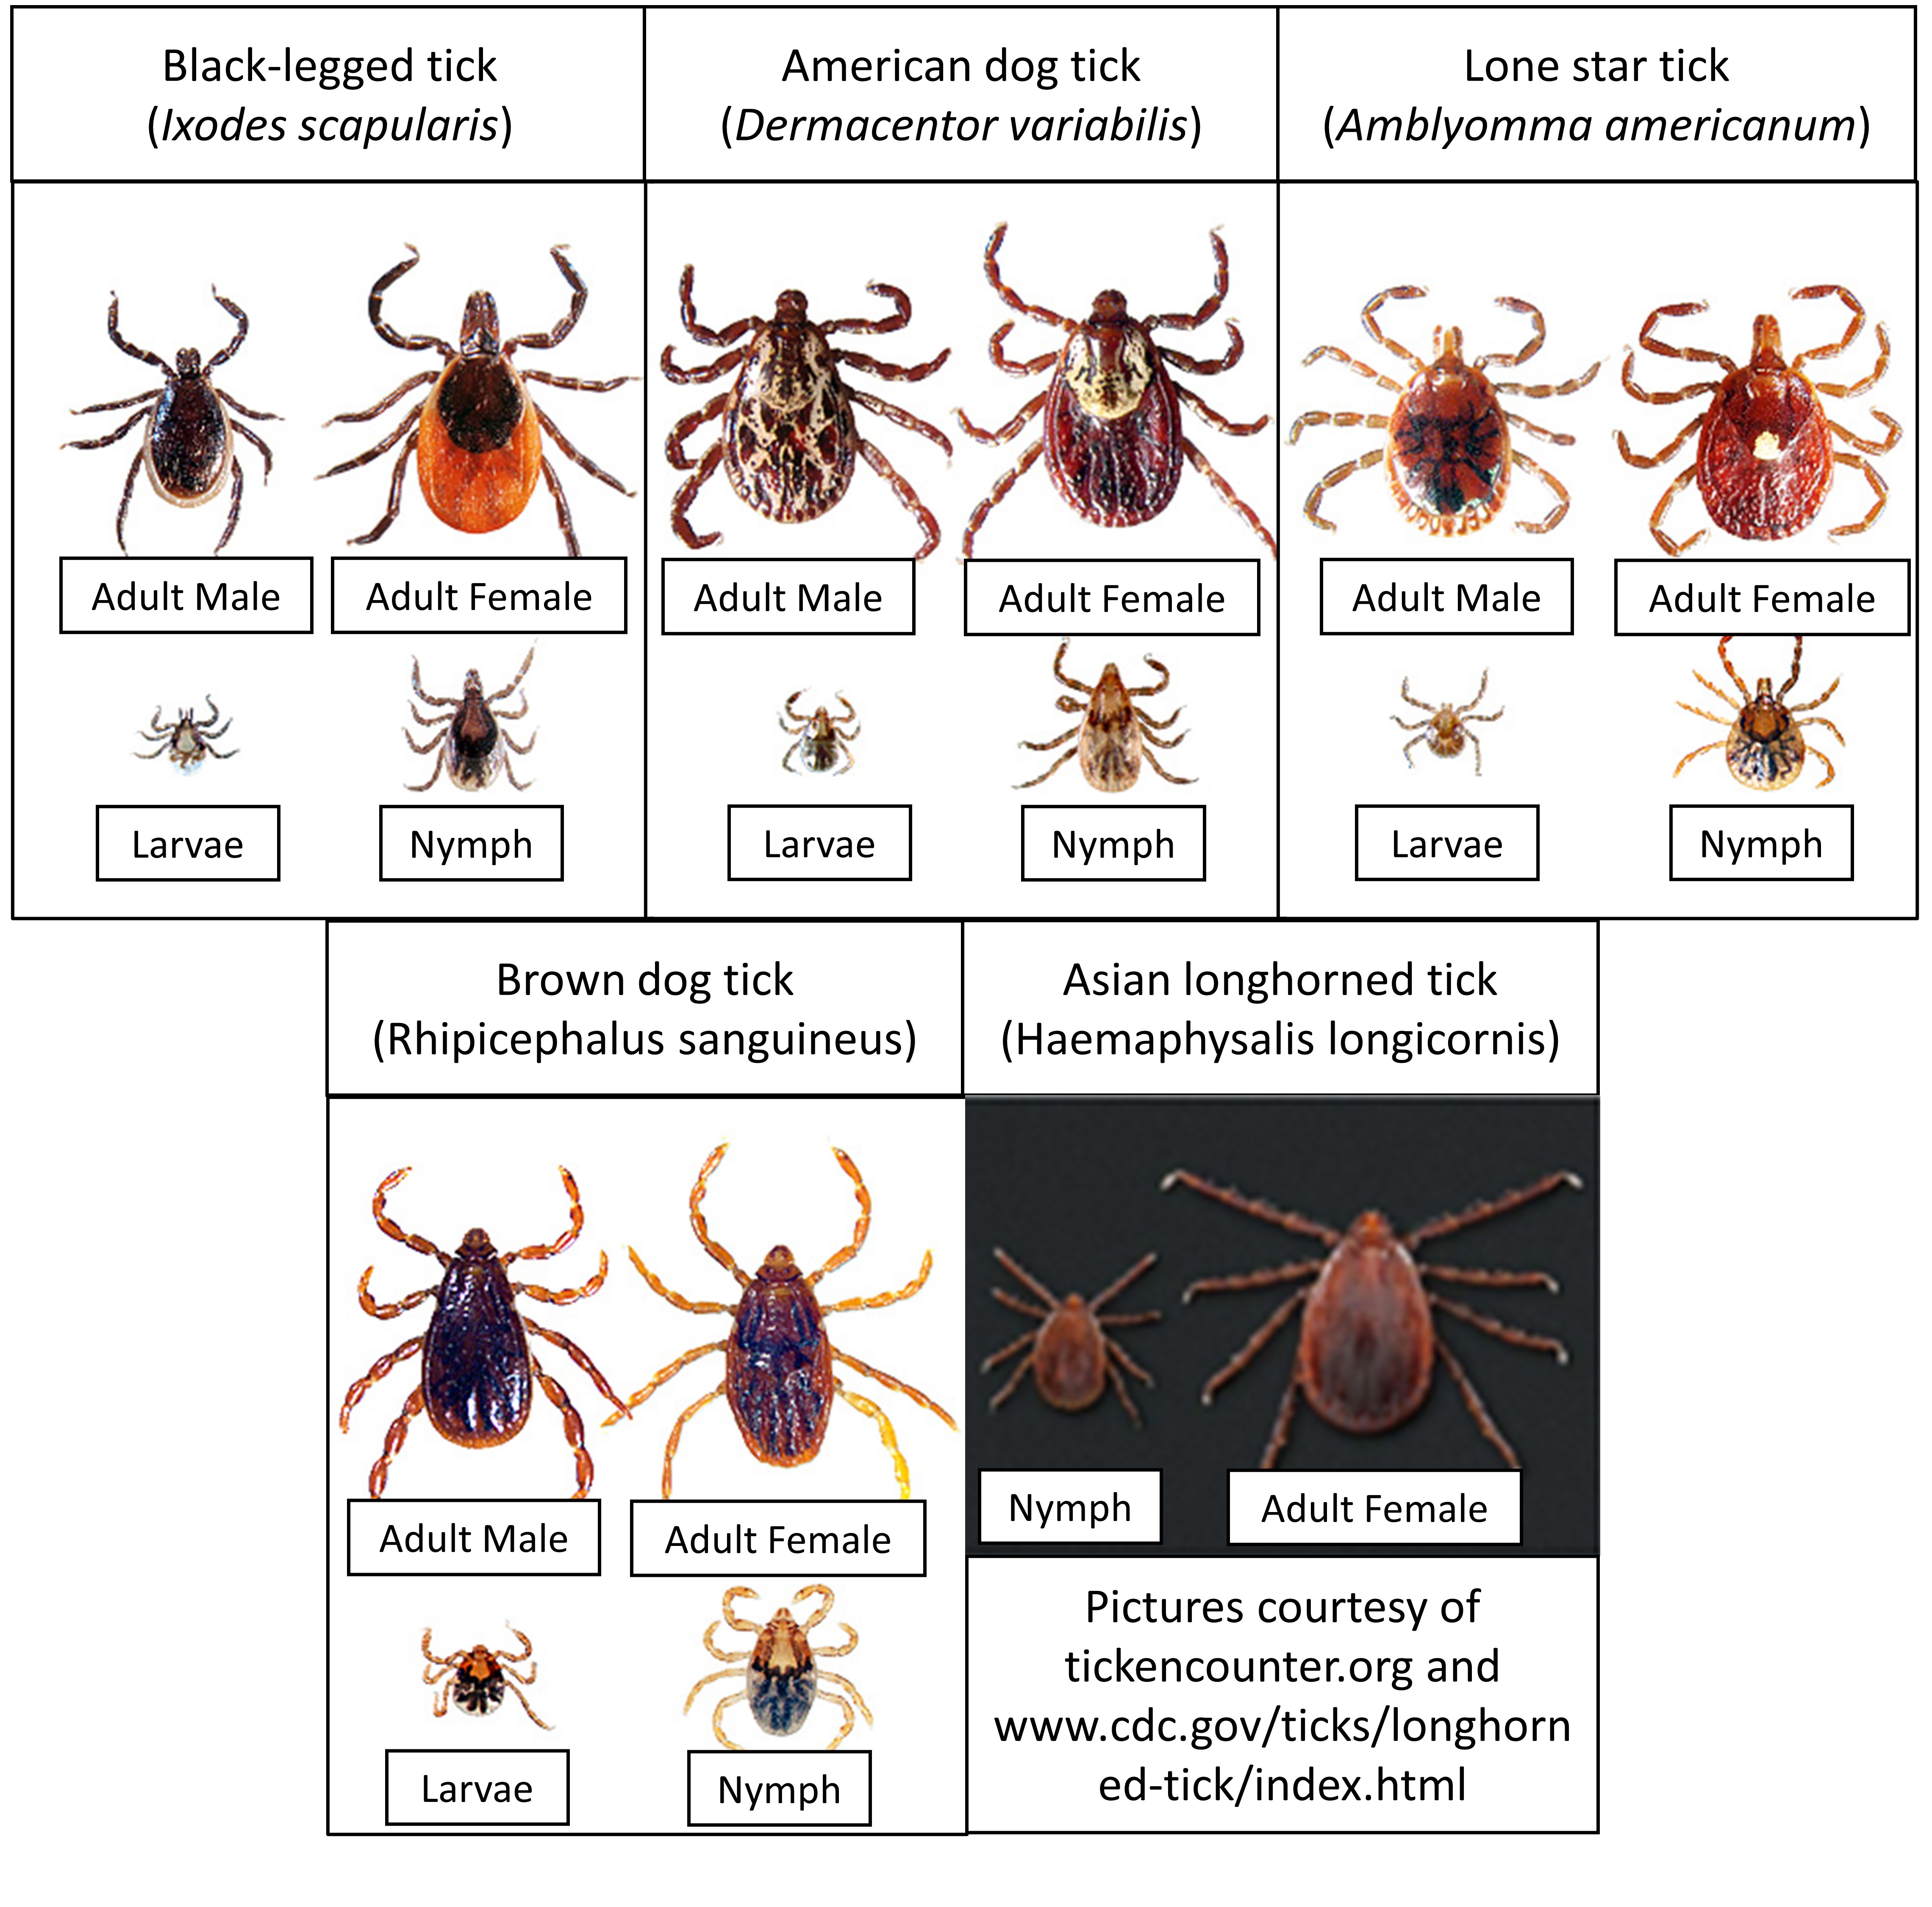 Black-legged tick
(Ixodes scapularis)
American dog tick
(Dermacentor variabilis)
Lone star tick
(Amblyomma americanum)
Adult Male
Adult Female
Adult Male
Adult Female
Adult Male
Adult Female
Larvae
Nymph
Larvae
Nymph
Larvae
Nymph
Brown dog tick
(Rhipicephalus sanguineus)
Asian longhorned tick
(Haemaphysalis longicornis)
Adult Male
Adult Female
Nymph
Adult Female
Larvae
Nymph
Pictures courtesy of
tickencounter.org and
www.cdc.gov/ticks/longhorn
ed-tick/index.html